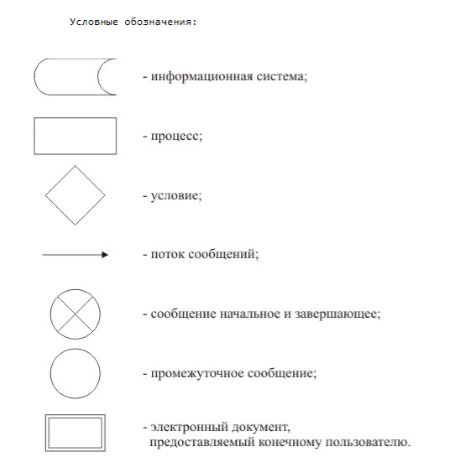 Условные обозначения:
- информационная система;
- процесс;
- условие;
- поток сообщений;
- сообщение начальное и завершающее;
- промежуточное сообщение;
- электронный документ,
предоставляемый конечному пользователю.